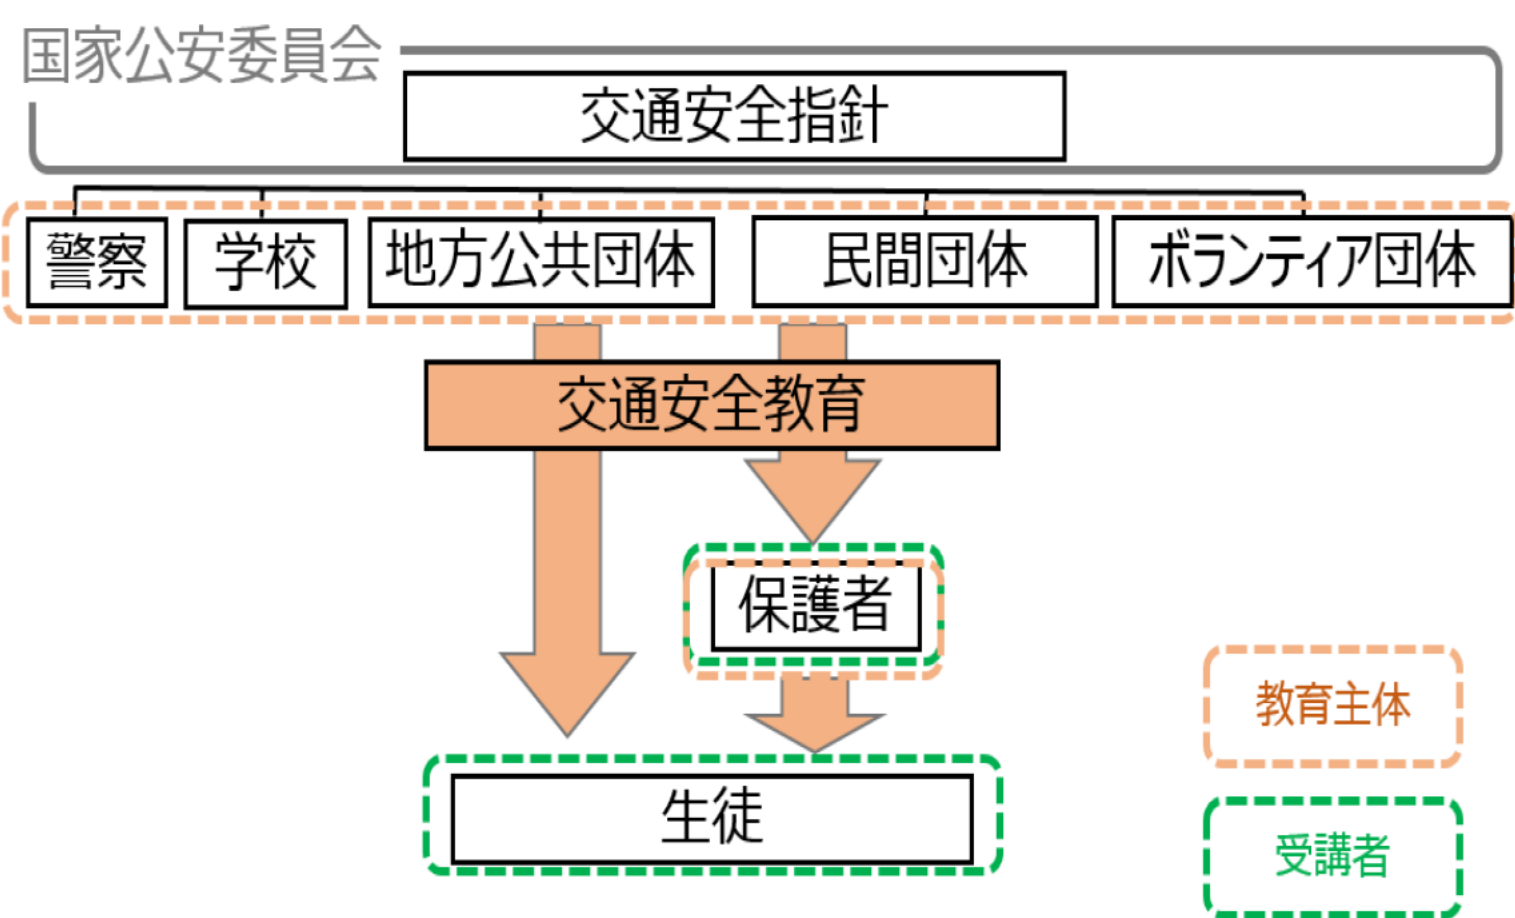 国家公安委員会
交通安全指針
警察
学校
地方公共団体
民間団体
ボランティア団体
交通安全教育
保護者
教育主体
生徒
受講者